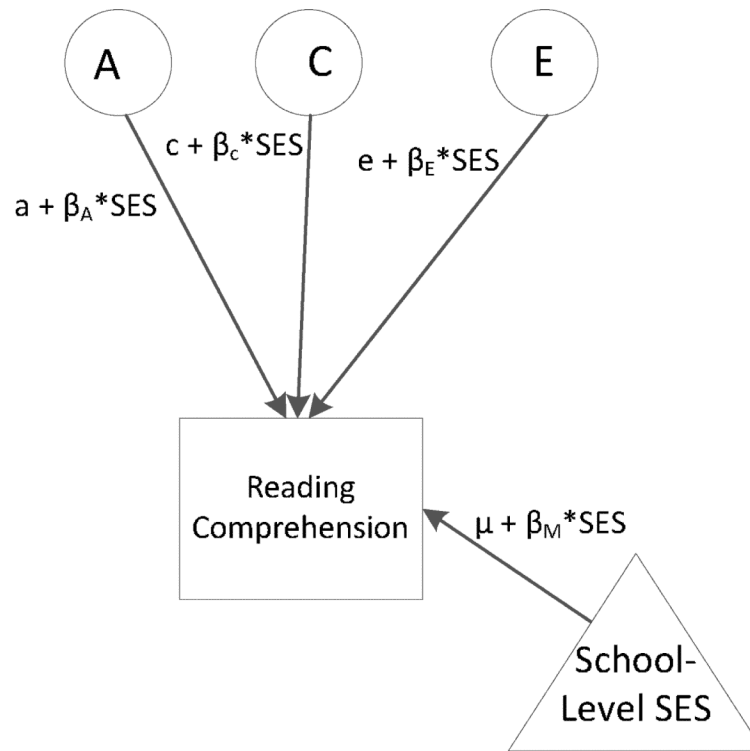 A
C
E
c + βc*SES
e + βE*SES
a + βA*SES
Reading
Comprehension
μ + βM*SES
School-
Level SES